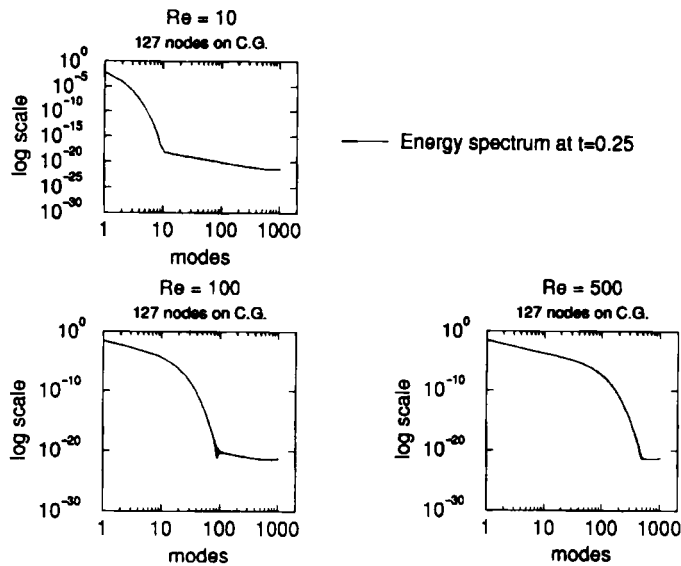 Re = 10
127 nodes on C.G.
10^0
10^-5
10^-10
10^-15
10^-20
10^-25
10^-30
log scale
1 10 100 1000
modes
Energy spectrum at t=0.25
Re = 100
127 nodes on C.G.
10^0
10^-10
10^-20
10^-30
log scale
1 10 100 1000
modes
Re = 500
127 nodes on C.G.
10^0
10^-10
10^-20
10^-30
log scale
1 10 100 1000
modes